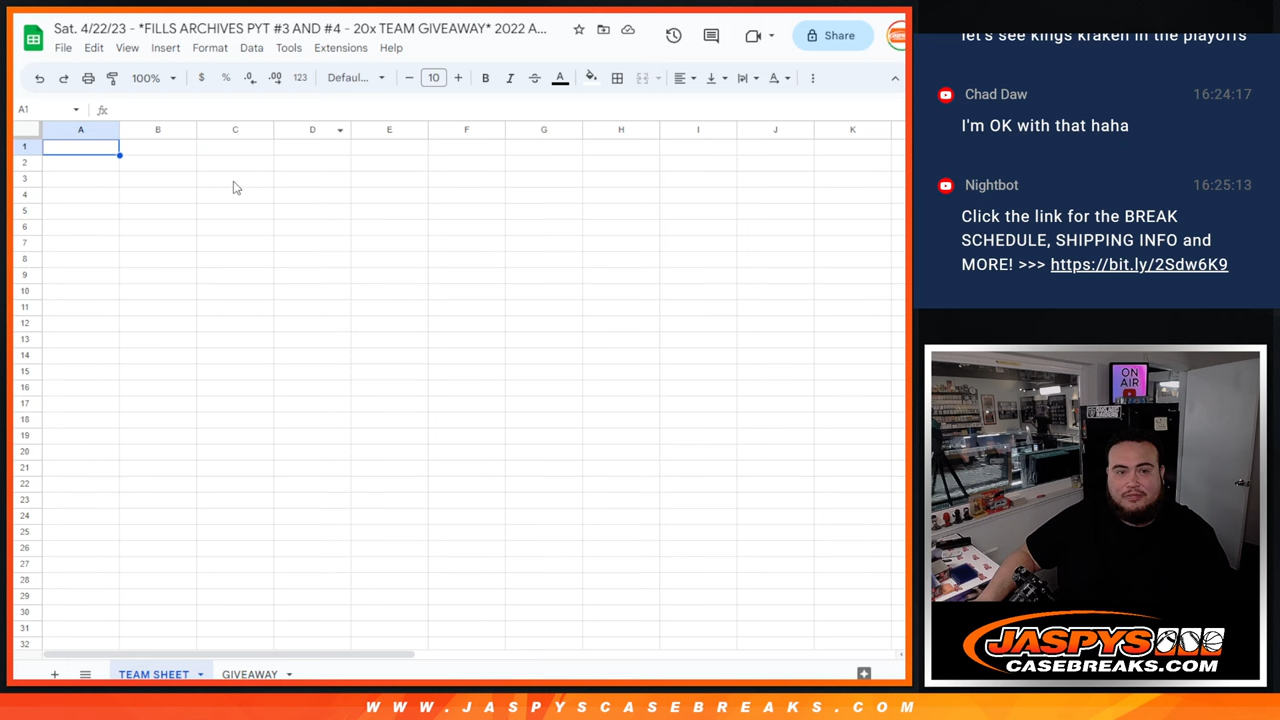 Sat. 4/22/23 - *FILLS ARCHIVES PYT #3 AND #4 - 20x TEAM GIVEAWAY* 2022 A...
Share
File Edit View Insert Format Data Tools Extensions Help
100% $ % .0 .00 123 Defaul... - 10 + B I A
A1 fx
A B C D E F G H I J K
1
2
3
4
5
6
7
8
9
10
11
12
13
14
15
16
17
18
19
20
21
22
23
24
25
26
27
28
29
30
31
32
+ TEAM SHEET GIVEAWAY
let's see kings kraken in the playoffs
Chad Daw 16:24:17
I'm OK with that haha
Nightbot 16:25:13
Click the link for the BREAK
SCHEDULE, SHIPPING INFO and
MORE! >>> https://bit.ly/2Sdw6K9
ON
AIR
JASPYS
CASEBREAKS.COM
WWW.JASPYSCASEBREAKS.COM